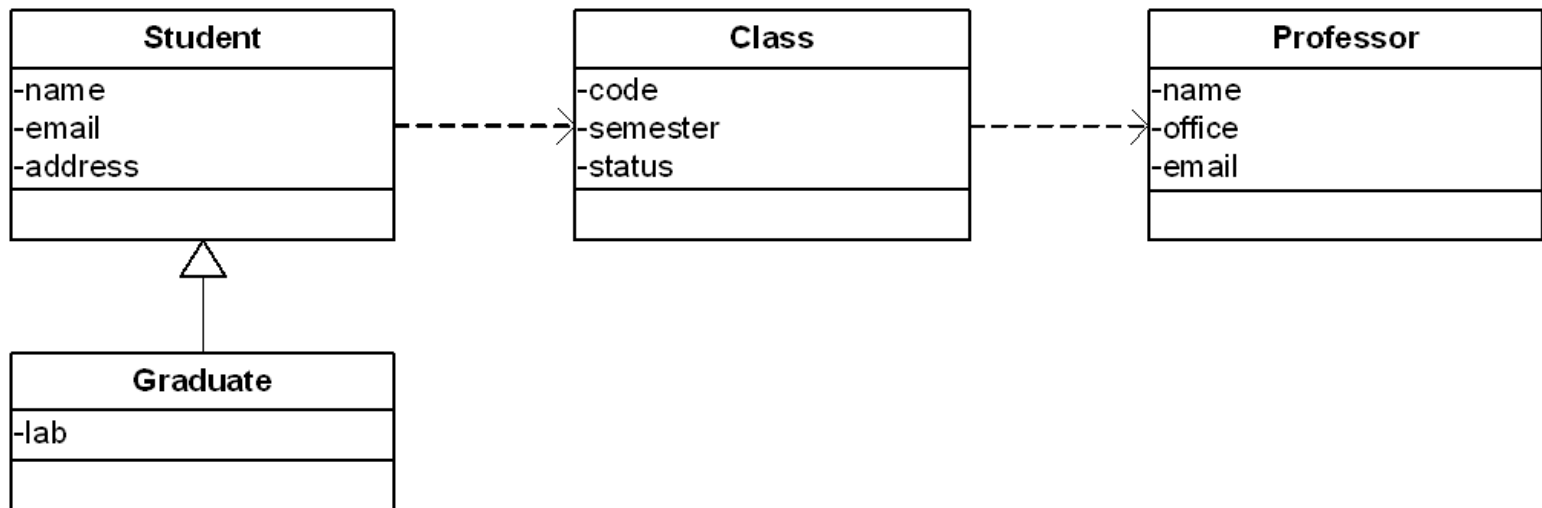 Student
-name
-email
-address
Class
-code
-semester
-status
Professor
-name
-office
-email
Graduate
-lab